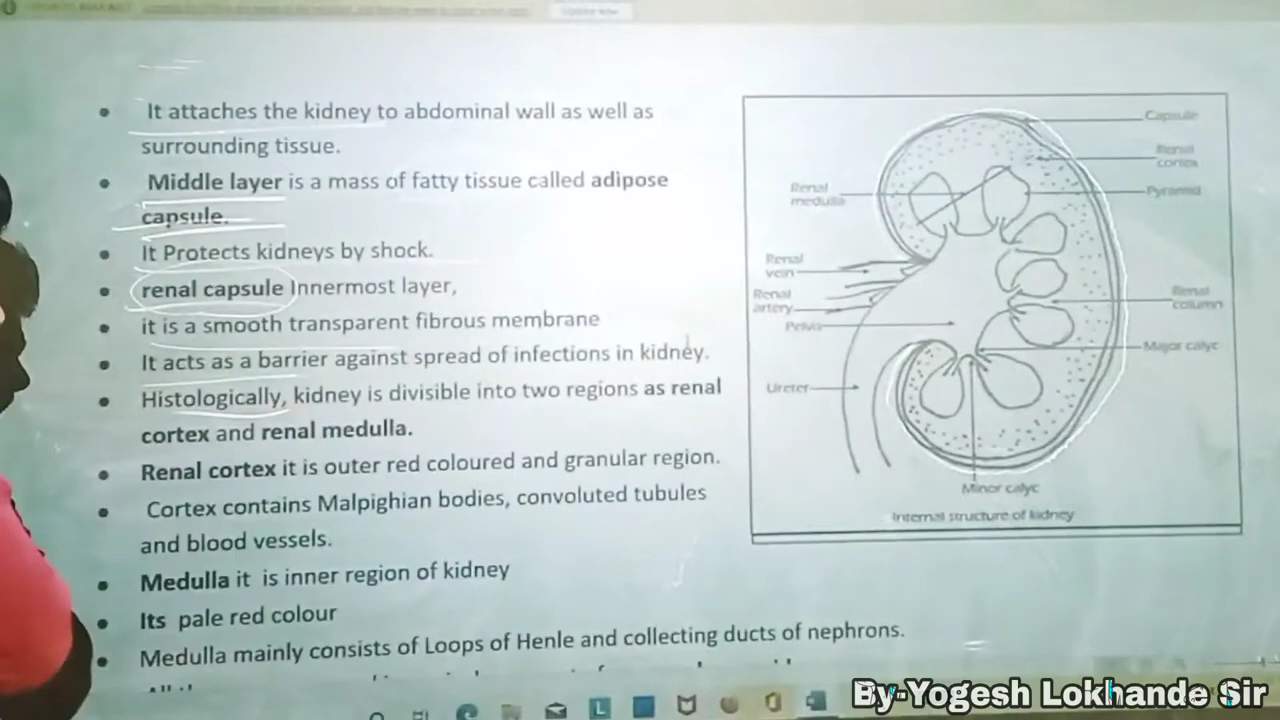 Update now
It attaches the kidney to abdominal wall as well as
surrounding tissue.
Middle layer is a mass of fatty tissue called adipose
capsule.
It Protects kidneys by shock.
renal capsule Innermost layer,
it is a smooth transparent fibrous membrane
It acts as a barrier against spread of infections in kidney.
Histologically, kidney is divisible into two regions as renal
cortex and renal medulla.
Renal cortex it is outer red coloured and granular region.
Cortex contains Malpighian bodies, convoluted tubules
and blood vessels.
Medulla it is inner region of kidney
Its pale red colour
Medulla mainly consists of Loops of Henle and collecting ducts of nephrons.
Capsule
Renal
cortex
Pyramid
Renal
medulla
Renal
vein
Renal
artery
Pelvis
Renal
column
Major calyc
Ureter
Minor calyc
Internal structure of kidney
By-Yogesh Lokhande Sir